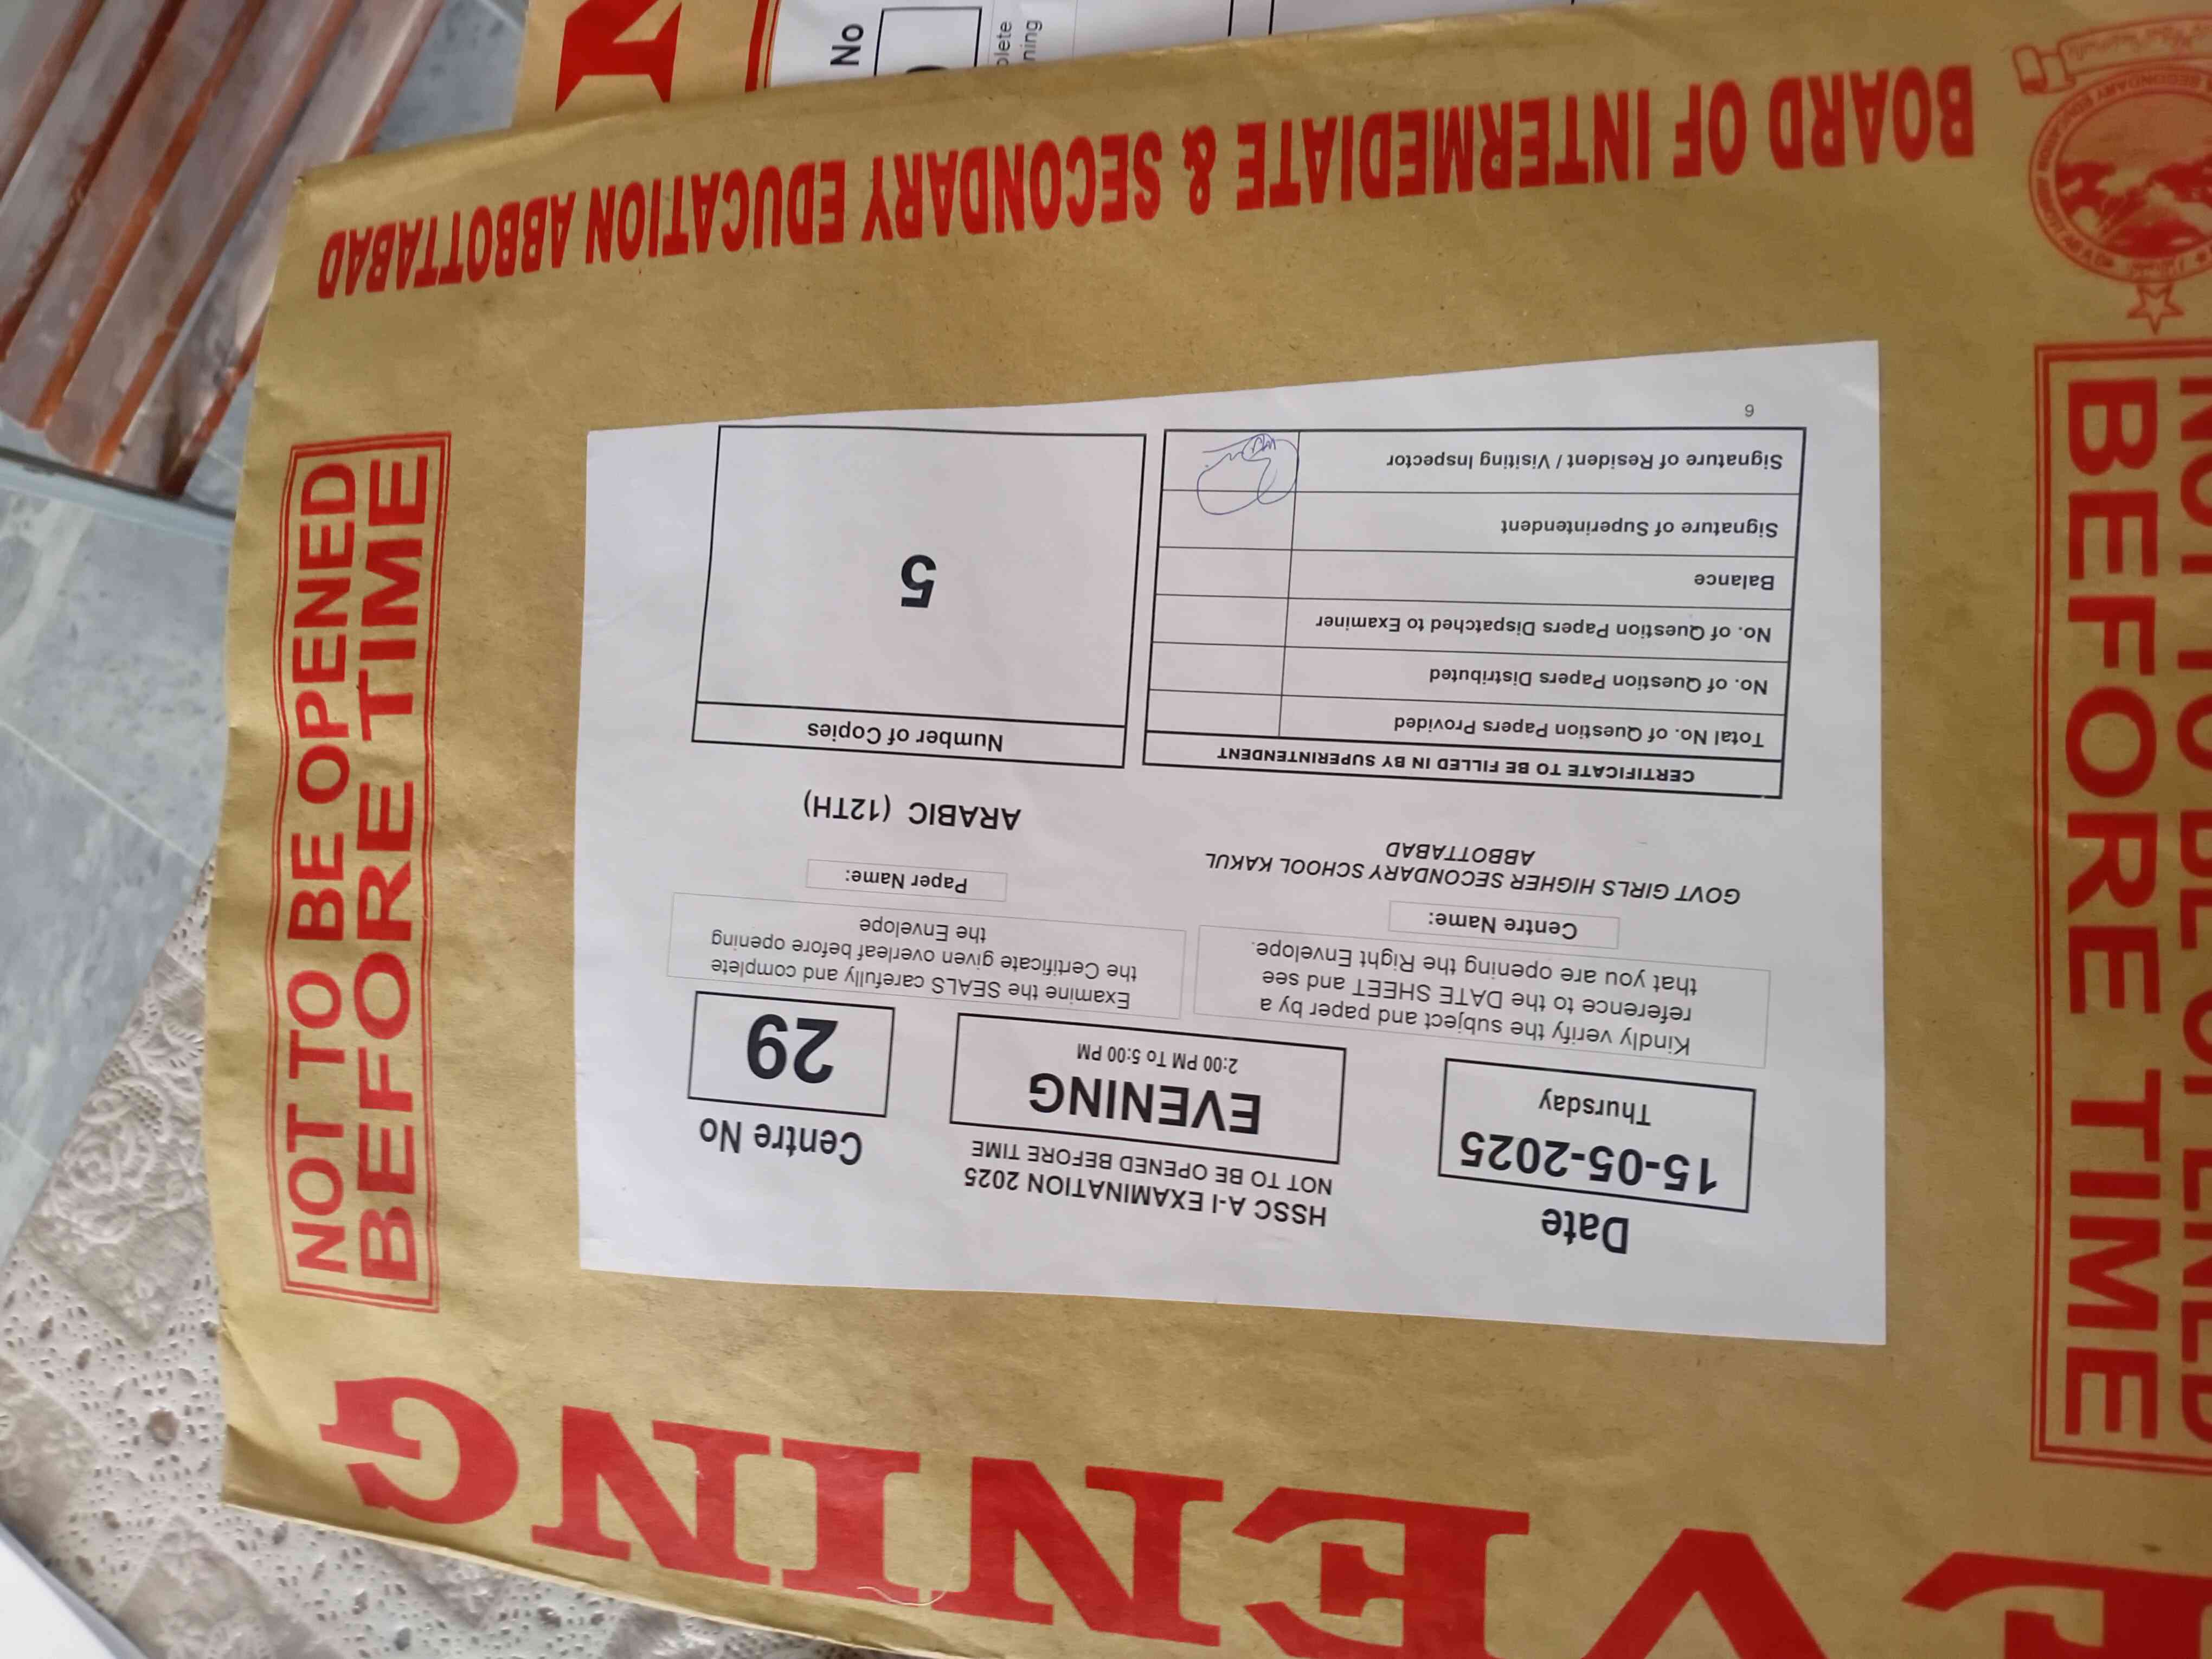 EVENING
NOT TO BE OPENED
BEFORE TIME
NOT TO BE OPENED
BEFORE TIME
Date
15-05-2025
Thursday
HSSC A-I EXAMINATION 2025
NOT TO BE OPENED BEFORE TIME
EVENING
2:00 PM To 5:00 PM
Centre No
29
Kindly verify the subject and paper by a
reference to the DATE SHEET and see
that you are opening the Right Envelope.
Examine the SEALS carefully and complete
the Certificate given overleaf before opening
the Envelope
Centre Name:
GOVT GIRLS HIGHER SECONDARY SCHOOL KAKUL
ABBOTTABAD
Paper Name:
ARABIC (12TH)
CERTIFICATE TO BE FILLED IN BY SUPERINTENDENT
Total No. of Question Papers Provided
No. of Question Papers Distributed
No. of Question Papers Dispatched to Examiner
Balance
Signature of Superintendent
Signature of Resident / Visiting Inspector
Number of Copies
5
6
BOARD OF INTERMEDIATE & SECONDARY EDUCATION ABBOTTABAD
No